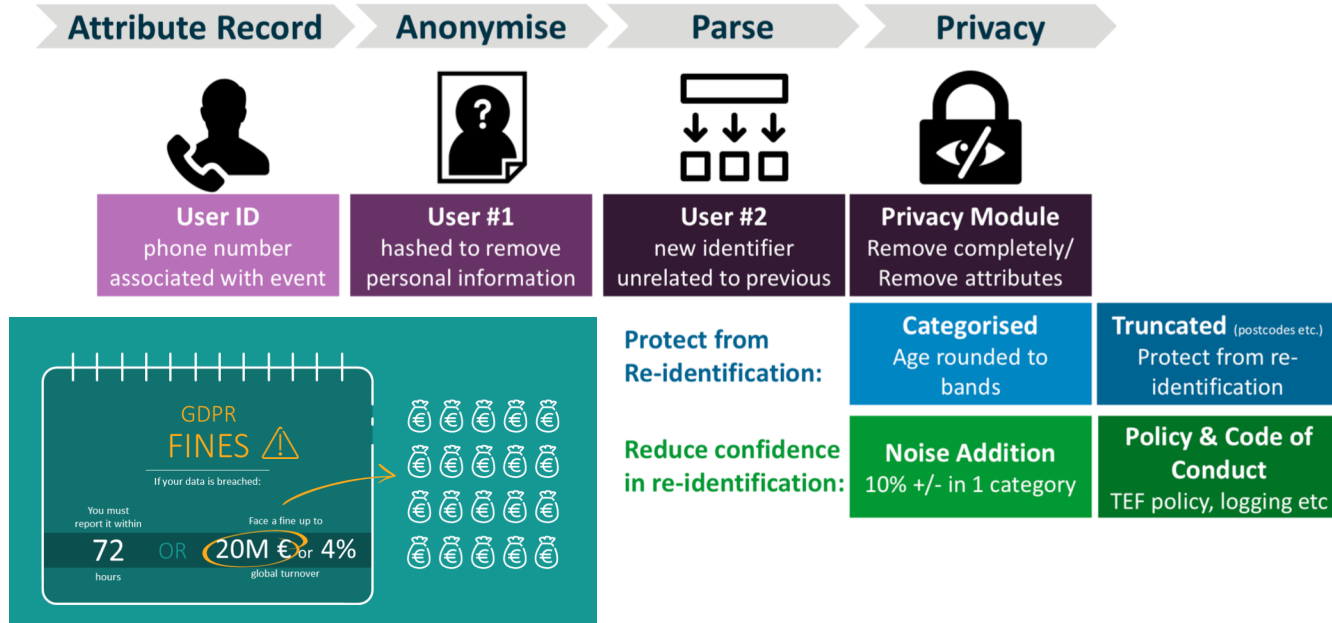 Attribute Record
Anonymise
Parse
Privacy
?
User ID
phone number
associated with event
User #1
hashed to remove
personal information
User #2
new identifier
unrelated to previous
Privacy Module
Remove completely/
Remove attributes
Protect from
Re-identification:
Categorised
Age rounded to
bands
Truncated (postcodes etc.)
Protect from re-
identification
Reduce confidence
in re-identification:
Noise Addition
10% +/- in 1 category
Policy & Code of
Conduct
TEF policy, logging etc
GDPR
FINES
If your data is breached:
You must
report it within
72
hours
OR
Face a fine up to
20M € or 4%
global turnover
€ € € € €
€ € € € €
€ € € € €
€ € € € €